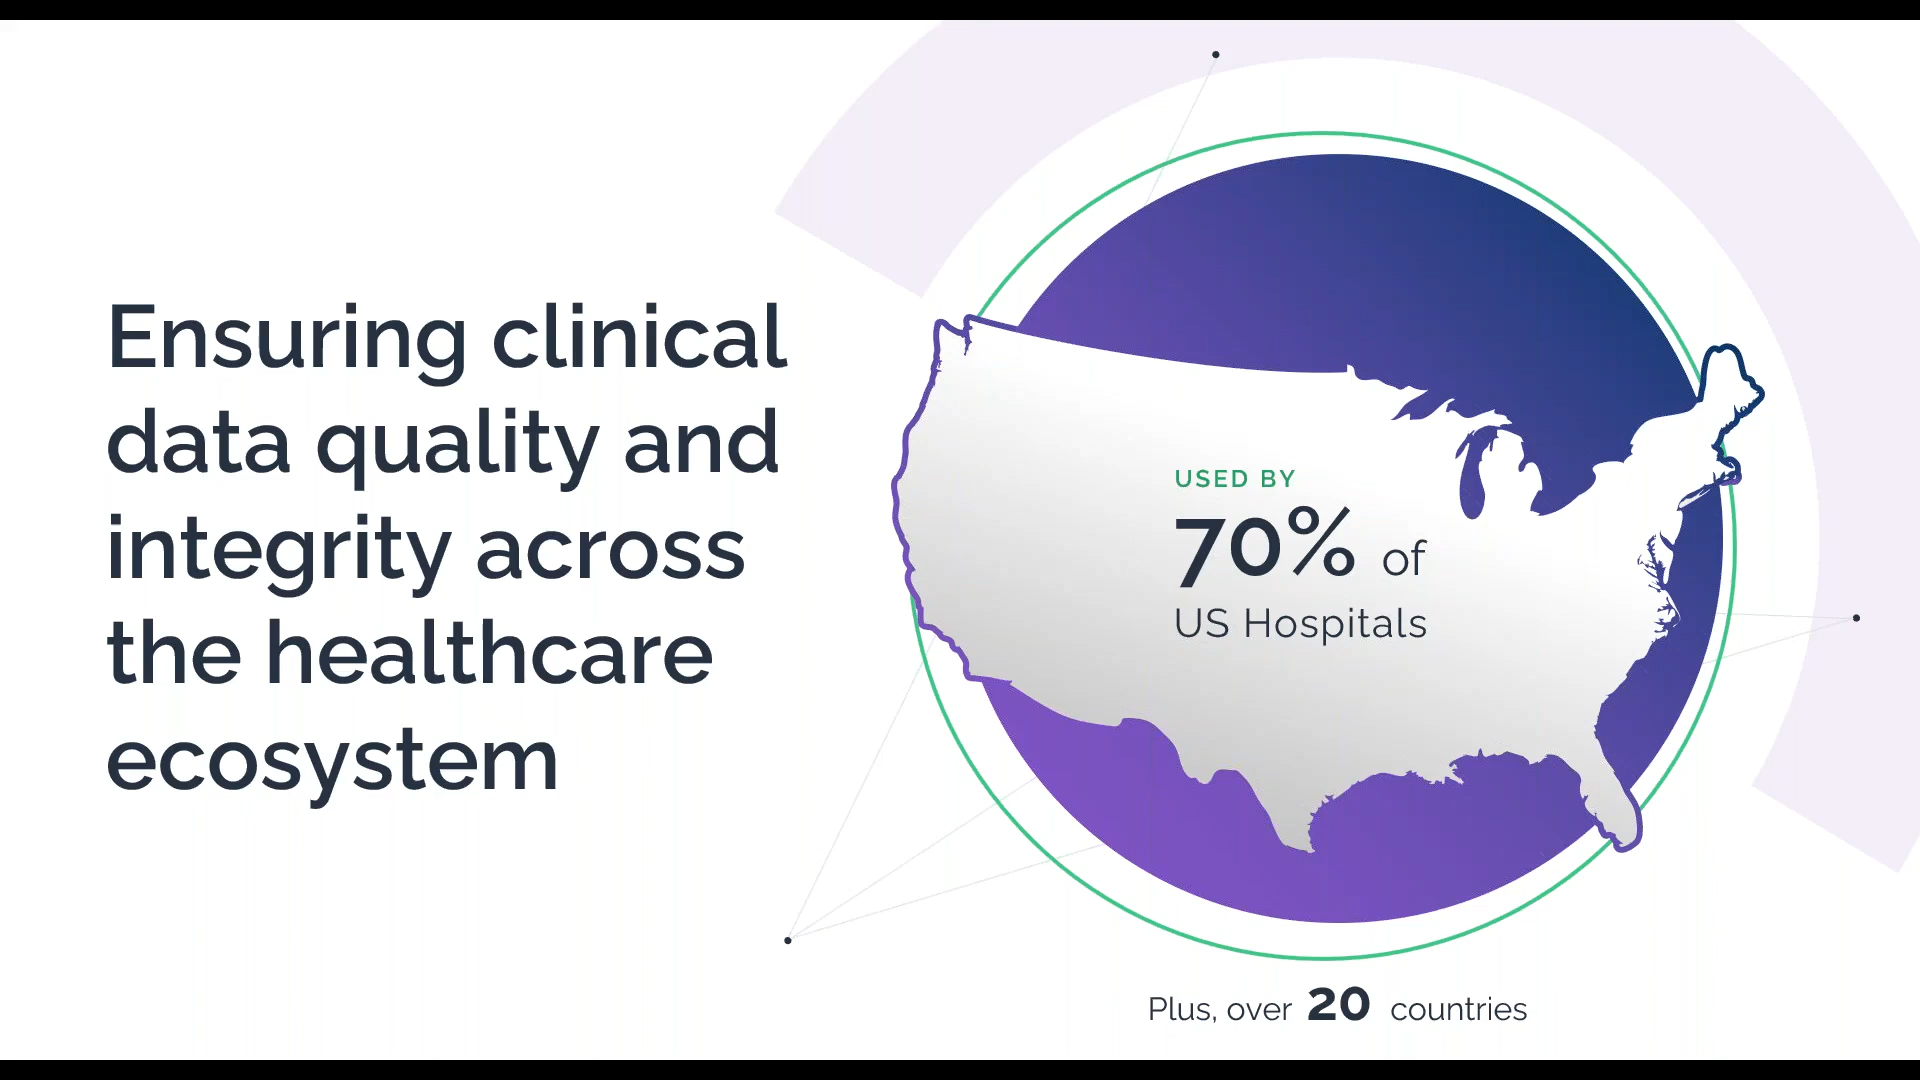 Ensuring clinical
data quality and
integrity across
the healthcare
ecosystem
USED BY
70% of
US Hospitals
Plus, over 20 countries